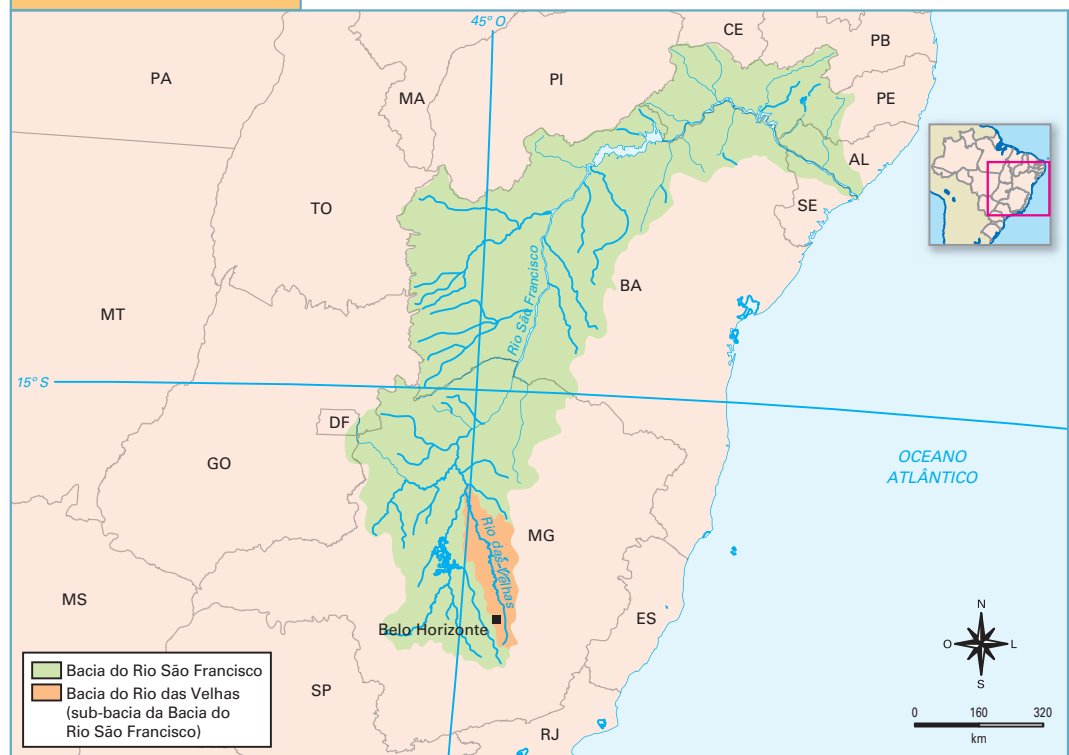 45º O
CE
PB
PA
PI
MA
PE
AL
TO
SE
BA
Rio São Francisco
MT
15º S
DF
GO
OCEANO
ATLÂNTICO
Rio das Velhas
MG
MS
ES
Belo Horizonte
N
O
L
S
SP
RJ
Bacia do Rio São Francisco
Bacia do Rio das Velhas
(sub-bacia da Bacia do
Rio São Francisco)
0 160 320
km